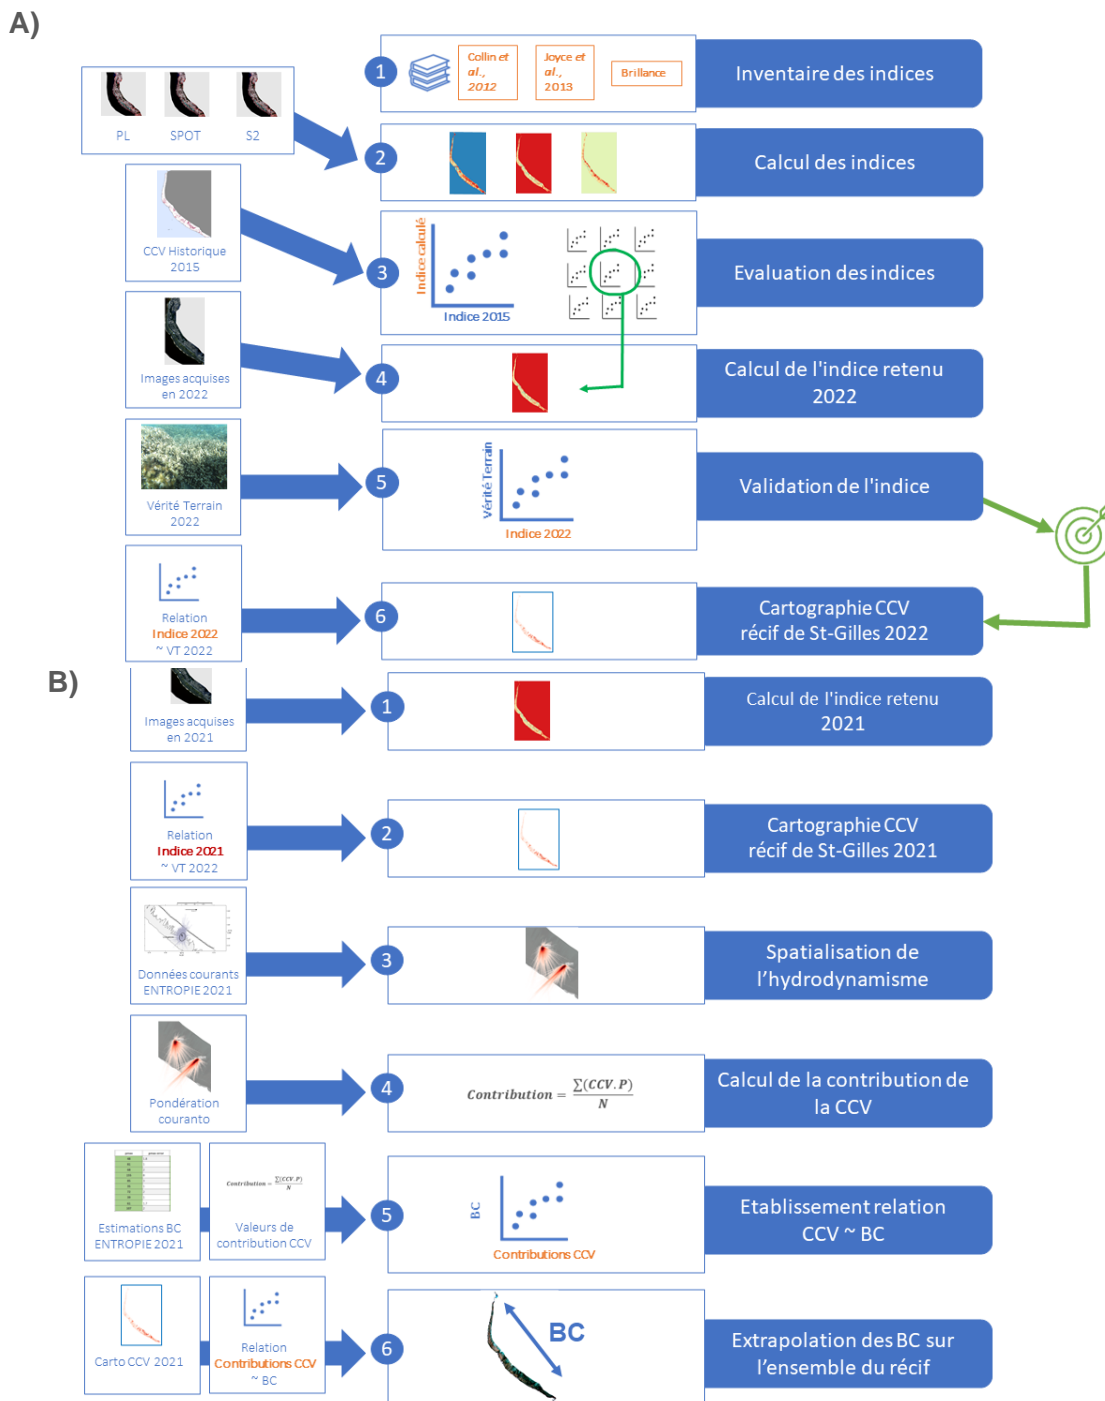 A)
1
Collin et
al.,
2012
Joyce et
al.,
2013
Brillance
Inventaire des indices
PL
SPOT
S2
2
Calcul des indices
CCV Historique
2015
3
Indice calculé
Indice 2015
Evaluation des indices
Images acquises
en 2022
4
Calcul de l'indice retenu
2022
Vérité Terrain
2022
5
Vérité Terrain
Indice 2022
Validation de l'indice
Relation
Indice 2022
~ VT 2022
6
Cartographie CCV
récif de St-Gilles 2022
B)
Images acquises
en 2021
1
Calcul de l'indice retenu
2021
Relation
Indice 2021
~ VT 2022
2
Cartographie CCV
récif de St-Gilles 2021
Données courants
ENTROPIE 2021
3
Spatialisation de
l'hydrodynamisme
Pondération
couranto
4
Contribution = ∑(CCV.P) / N
Calcul de la contribution de
la CCV
Estimations BC
ENTROPIE 2021
Contribution = ∑(CCV.P) / N
Valeurs de
contribution CCV
5
BC
Contributions CCV
Etablissement relation
CCV ~ BC
Carto CCV 2021
Relation
Contributions CCV
~ BC
6
BC
Extrapolation des BC sur
l'ensemble du récif